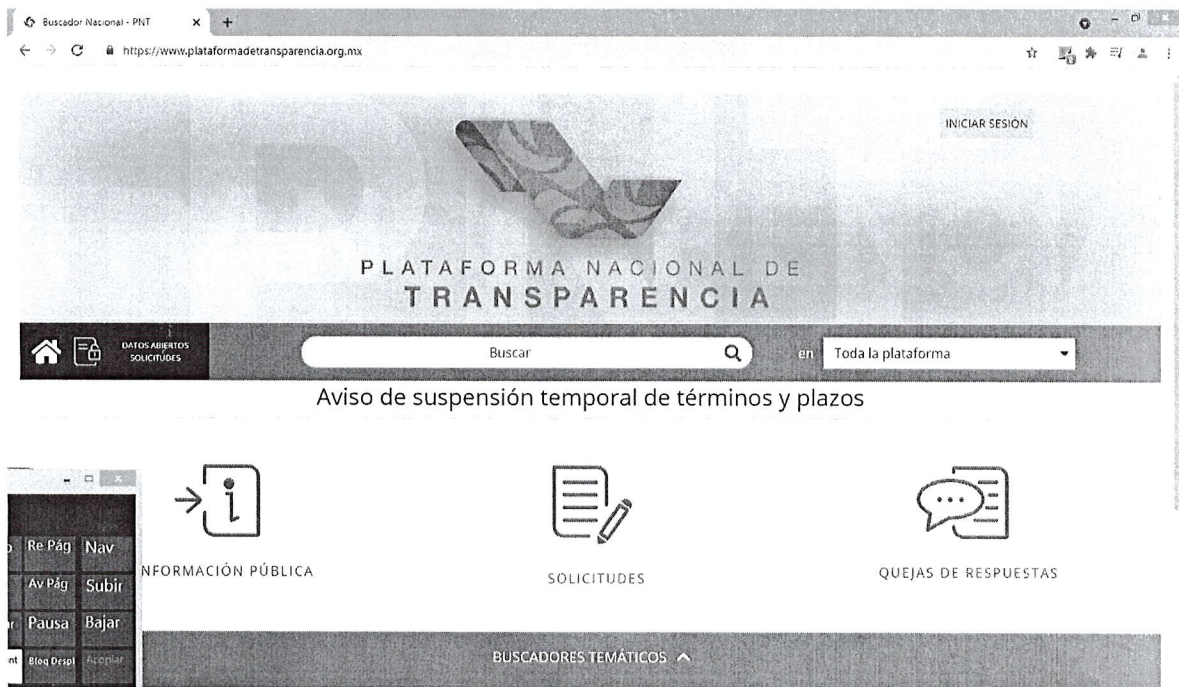 Buscador Nacional - PNT
https://www.plataformadetransparencia.org.mx
INICIAR SESIÓN
PLATAFORMA NACIONAL DE
TRANSPARENCIA
DATOS ABIERTOS
SOLICITUDES
Buscar
en
Toda la plataforma
Aviso de suspensión temporal de términos y plazos
NFORMACIÓN PÚBLICA
SOLICITUDES
QUEJAS DE RESPUESTAS
Re Pág Nav
Av Pág Subir
Pausa Bajar
nt Bloq Despl Acoplar
BUSCADORES TEMÁTICOS